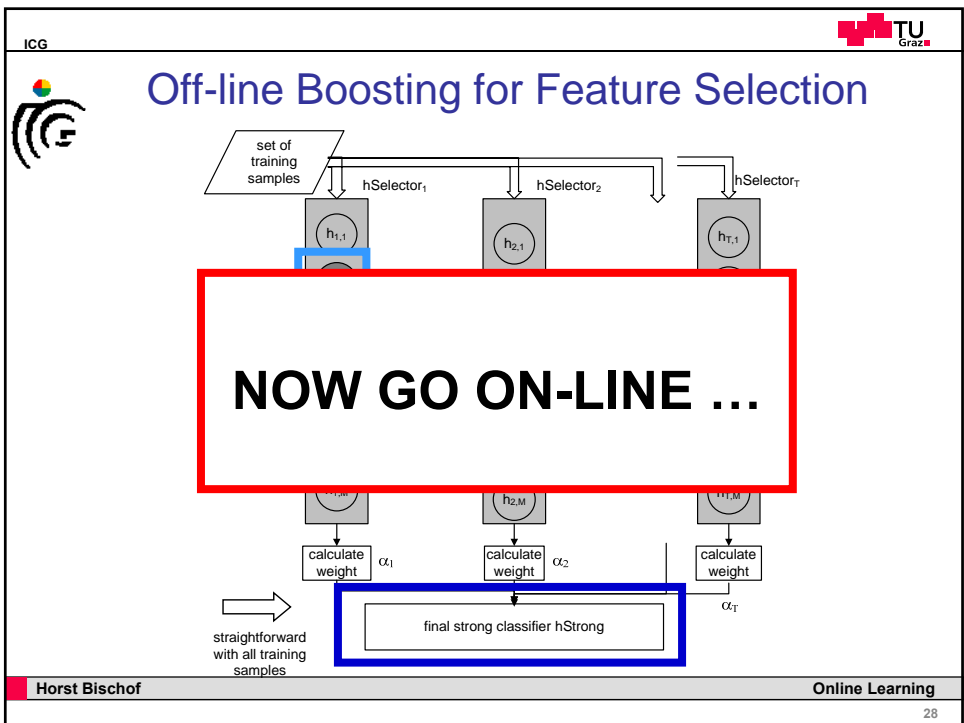 ICG
TU
Graz
Off-line Boosting for Feature Selection
set of
training
samples
hSelector₁
hSelector₂
hSelectorT
h₁,₁
h₂,₁
hT,₁
NOW GO ON-LINE …
h₂,M
calculate
weight
α₁
calculate
weight
α₂
calculate
weight
αT
final strong classifier hStrong
straightforward
with all training
samples
Horst Bischof
Online Learning
28